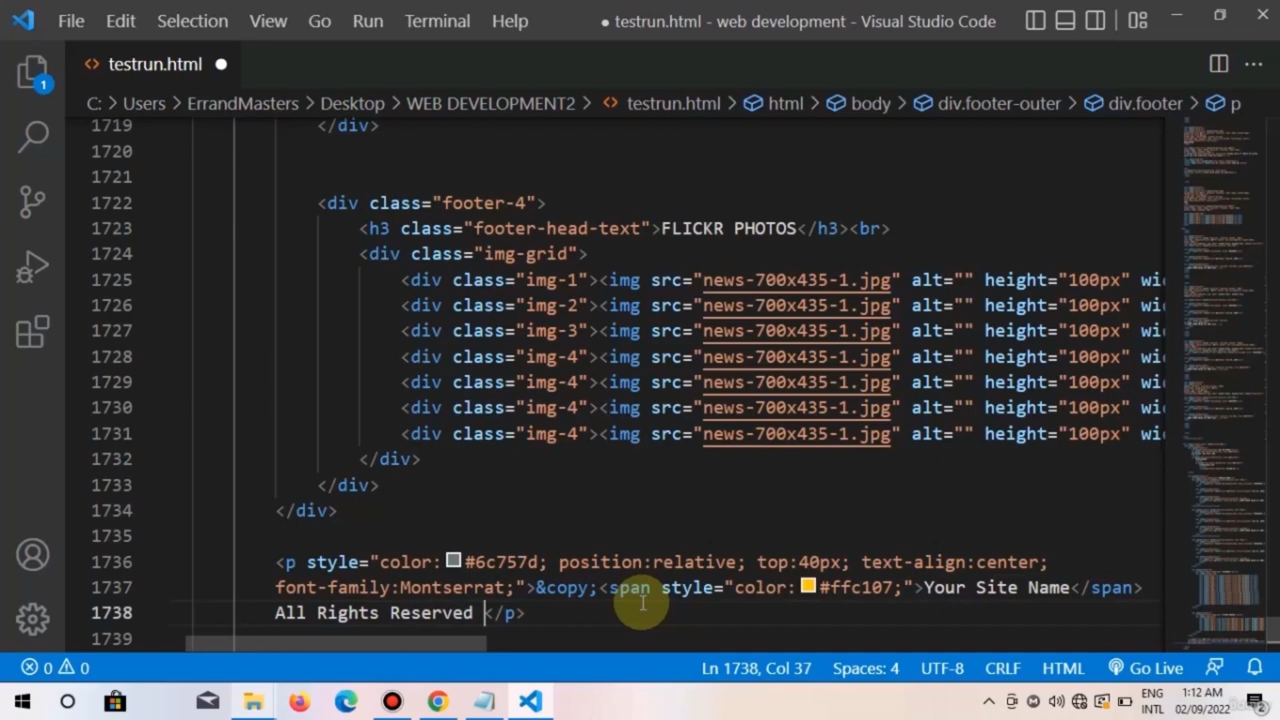 File Edit Selection View Go Run Terminal Help ● testrun.html - web development - Visual Studio Code
testrun.html
C: > Users > ErrandMasters > Desktop > WEB DEVELOPMENT2 > testrun.html > html > body > div.footer-outer > div.footer > p
1719 </div>
1720
1721
1722 <div class="footer-4">
1723 <h3 class="footer-head-text">FLICKR PHOTOS</h3><br>
1724 <div class="img-grid">
1725 <div class="img-1"><img src="news-700x435-1.jpg" alt="" height="100px" wi
1726 <div class="img-2"><img src="news-700x435-1.jpg" alt="" height="100px" wi
1727 <div class="img-3"><img src="news-700x435-1.jpg" alt="" height="100px" wi
1728 <div class="img-4"><img src="news-700x435-1.jpg" alt="" height="100px" wi
1729 <div class="img-4"><img src="news-700x435-1.jpg" alt="" height="100px" wi
1730 <div class="img-4"><img src="news-700x435-1.jpg" alt="" height="100px" wi
1731 <div class="img-4"><img src="news-700x435-1.jpg" alt="" height="100px" wi
1732 </div>
1733 </div>
1734 </div>
1735
1736 <p style="color:#6c757d; position:relative; top:40px; text-align:center;
1737 font-family:Montserrat;">&copy;<span style="color:#ffc107;">Your Site Name</span>
1738 All Rights Reserved </p>
1739
0 0 Ln 1738, Col 37 Spaces: 4 UTF-8 CRLF HTML Go Live
ENG 1:12 AM
INTL 02/09/2022
1
2